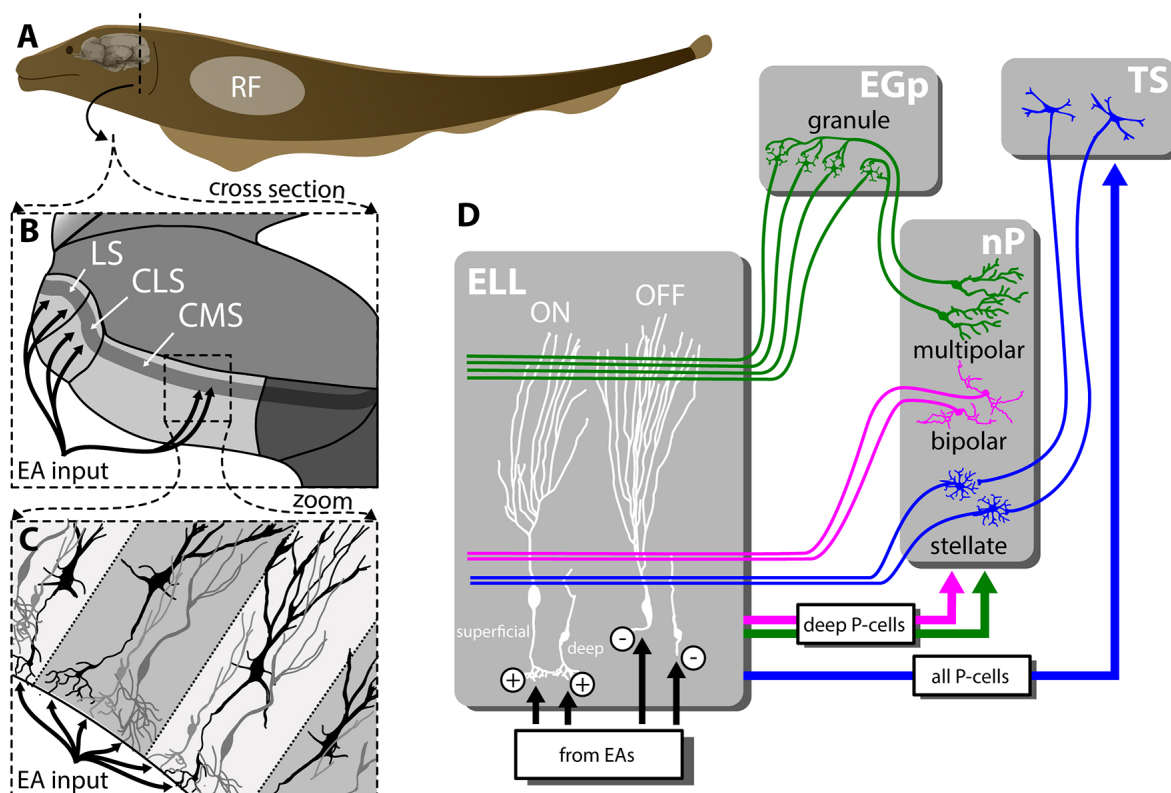 A
RF
cross section
B
LS
CLS
CMS
EA input
zoom
C
EA input
D
EGp
granule
TS
nP
multipolar
bipolar
stellate
ELL
ON
OFF
superficial
deep
-
-
+
+
from EAs
deep P-cells
all P-cells